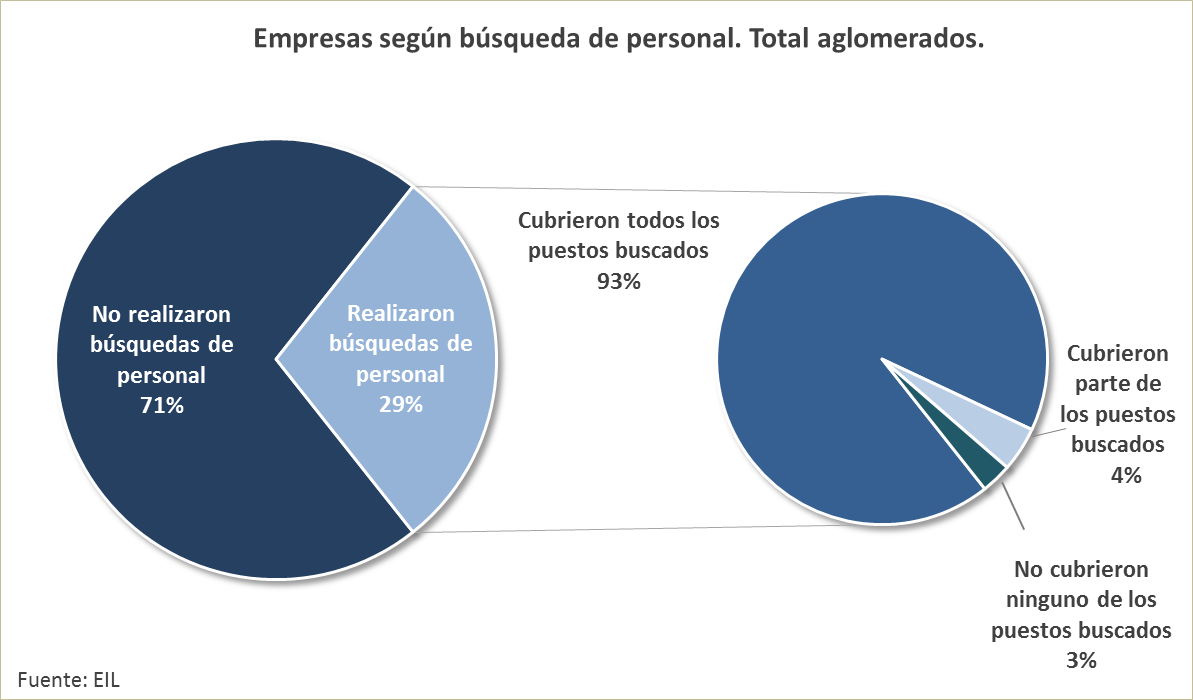 Empresas según búsqueda de personal. Total aglomerados.
No realizaron
búsquedas de
personal
71%
Realizaron
búsquedas de
personal
29%
Cubrieron todos los
puestos buscados
93%
Cubrieron
parte de
los puestos
buscados
4%
No cubrieron
ninguno de los
puestos buscados
3%
Fuente: EIL